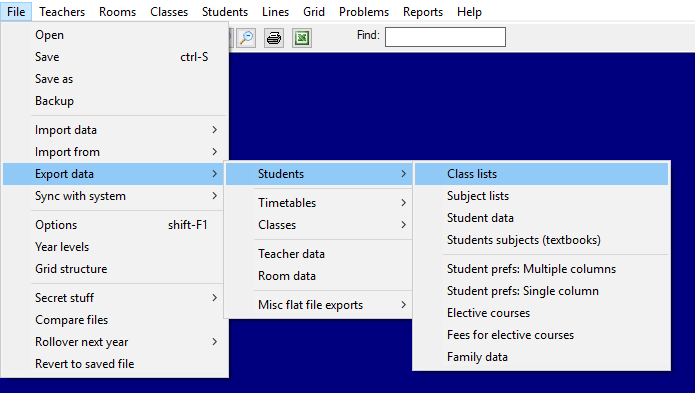 File Teachers Rooms Classes Students Lines Grid Problems Reports Help
Find:
Open
Save ctrl-S
Save as
Backup
Import data
Import from
Export data
Sync with system
Options shift-F1
Year levels
Grid structure
Secret stuff
Compare files
Rollover next year
Revert to saved file
Students
Timetables
Classes
Teacher data
Room data
Misc flat file exports
Class lists
Subject lists
Student data
Students subjects (textbooks)
Student prefs: Multiple columns
Student prefs: Single column
Elective courses
Fees for elective courses
Family data